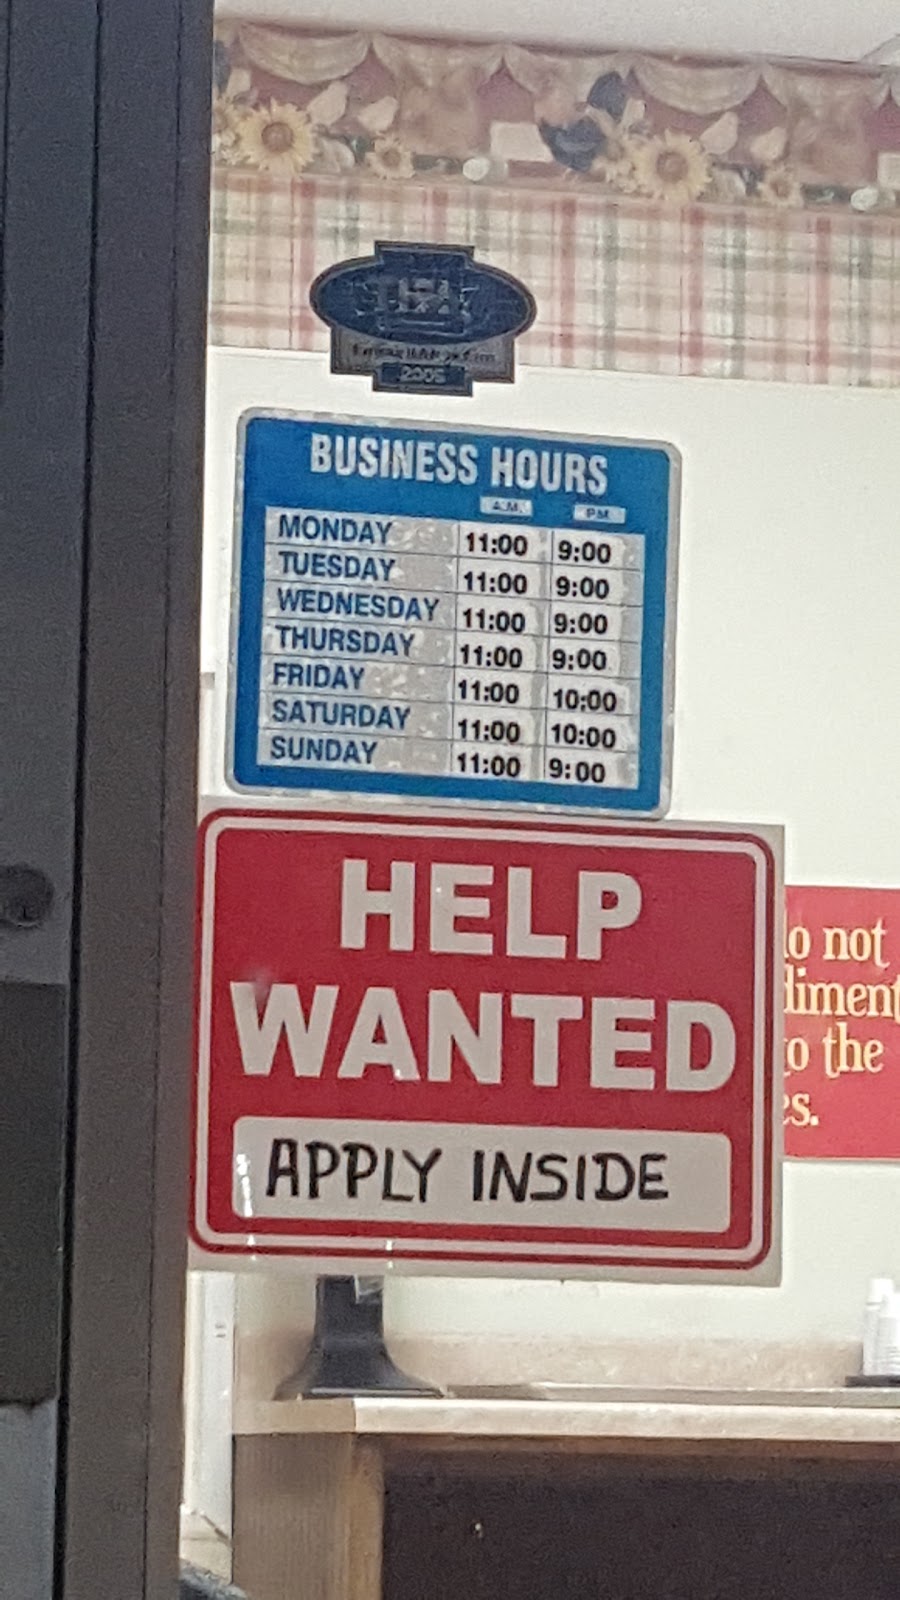 2005
BUSINESS HOURS
A.M. P.M.
MONDAY 11:00 9:00
TUESDAY 11:00 9:00
WEDNESDAY 11:00 9:00
THURSDAY 11:00 9:00
FRIDAY 11:00 10:00
SATURDAY 11:00 10:00
SUNDAY 11:00 9:00
HELP
WANTED
APPLY INSIDE
not
the